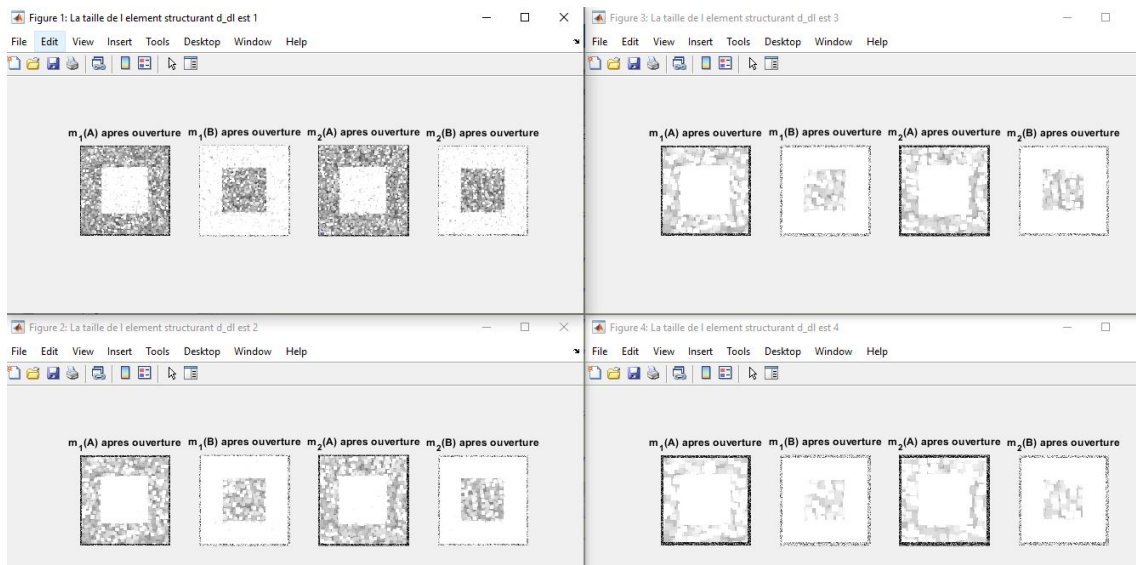 Figure 1: La taille de l element structurant d_dl est 1
File Edit View Insert Tools Desktop Window Help
m1(A) apres ouverture m1(B) apres ouverture m2(A) apres ouverture m2(B) apres ouverture
Figure 3: La taille de l element structurant d_dl est 3
File Edit View Insert Tools Desktop Window Help
m1(A) apres ouverture m1(B) apres ouverture m2(A) apres ouverture m2(B) apres ouverture
Figure 2: La taille de l element structurant d_dl est 2
File Edit View Insert Tools Desktop Window Help
m1(A) apres ouverture m1(B) apres ouverture m2(A) apres ouverture m2(B) apres ouverture
Figure 4: La taille de l element structurant d_dl est 4
File Edit View Insert Tools Desktop Window Help
m1(A) apres ouverture m1(B) apres ouverture m2(A) apres ouverture m2(B) apres ouverture